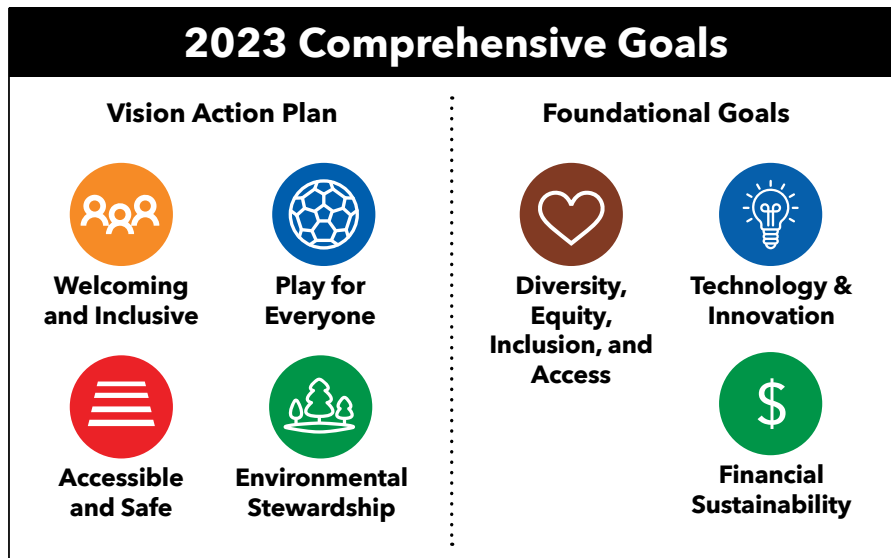 2023 Comprehensive Goals
Vision Action Plan
Welcoming
and Inclusive
Play for
Everyone
Accessible
and Safe
Environmental
Stewardship
Foundational Goals
Diversity,
Equity,
Inclusion, and
Access
Technology &
Innovation
$
Financial
Sustainability